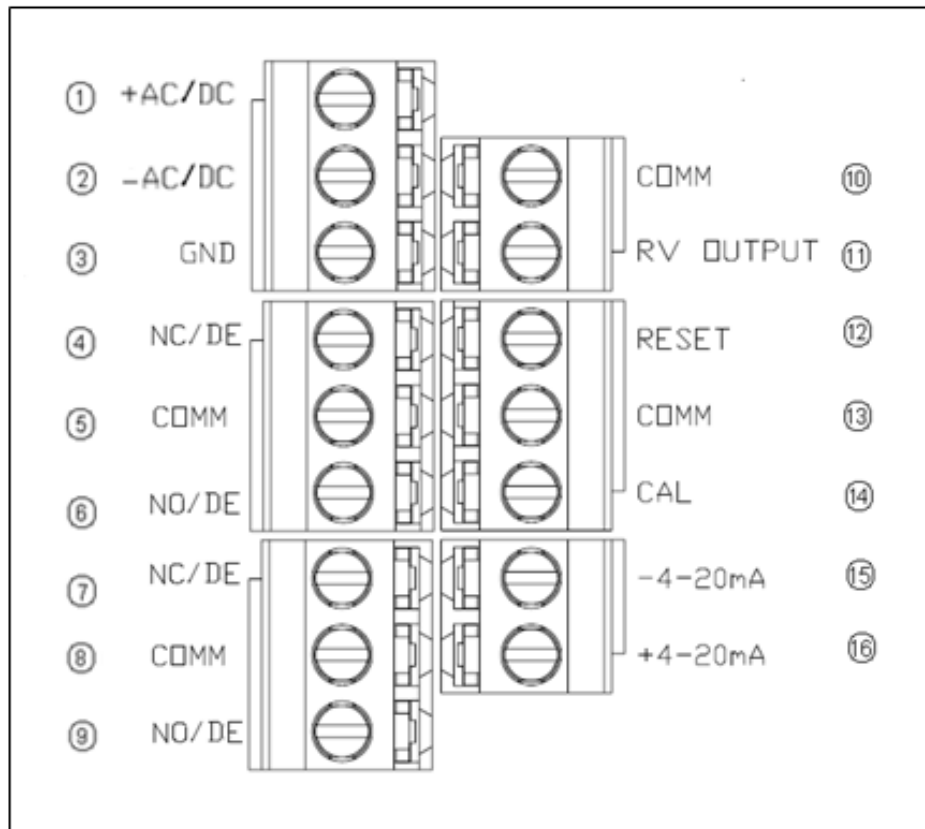 ① +AC/DC
② -AC/DC
③ GND
④ NC/DE
⑤ COMM
⑥ NO/DE
⑦ NC/DE
⑧ COMM
⑨ NO/DE
COMM ⑩
RV OUTPUT ⑪
RESET ⑫
COMM ⑬
CAL ⑭
-4-20mA ⑮
+4-20mA ⑯